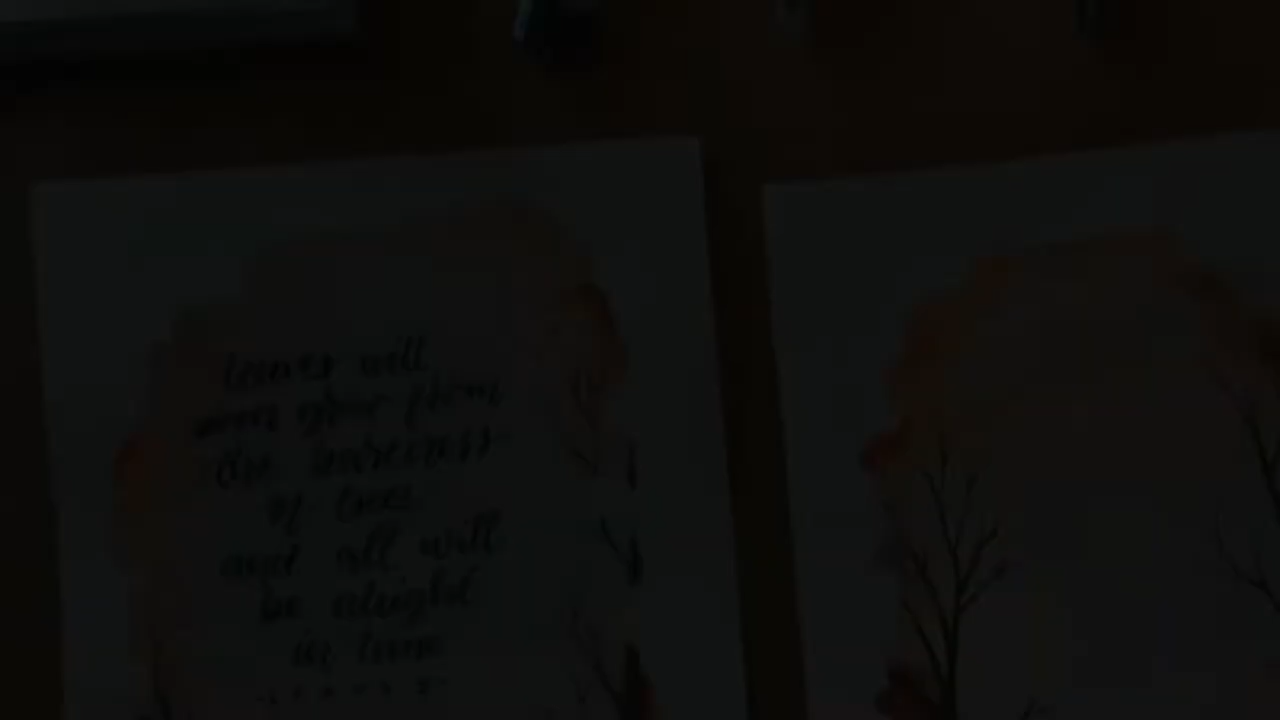 leaves will
soon grow from
the bareness
of trees
and all will
be alright
in time